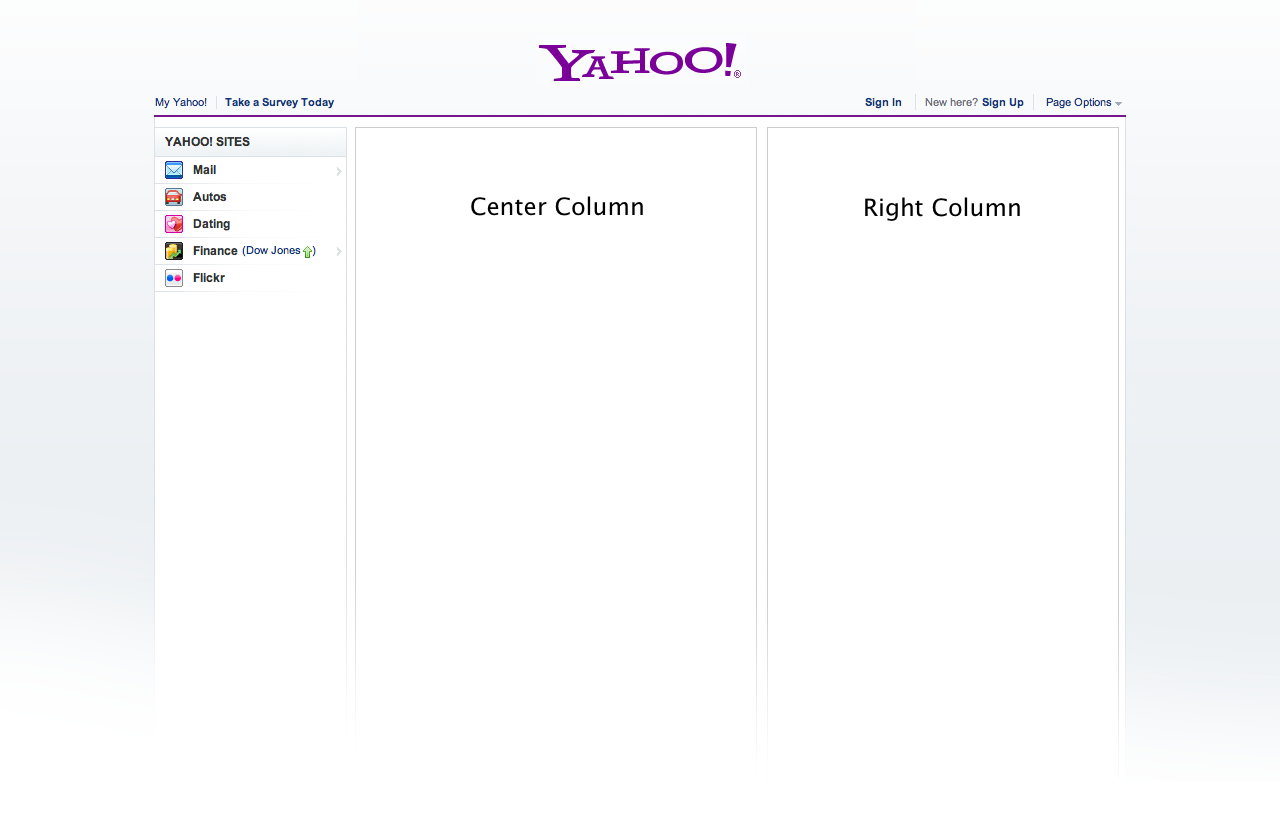 YAHOO!®
My Yahoo! Take a Survey Today Sign In New here? Sign Up Page Options
YAHOO! SITES
Mail
Autos
Dating
Finance (Dow Jones )
Flickr
Center Column
Right Column